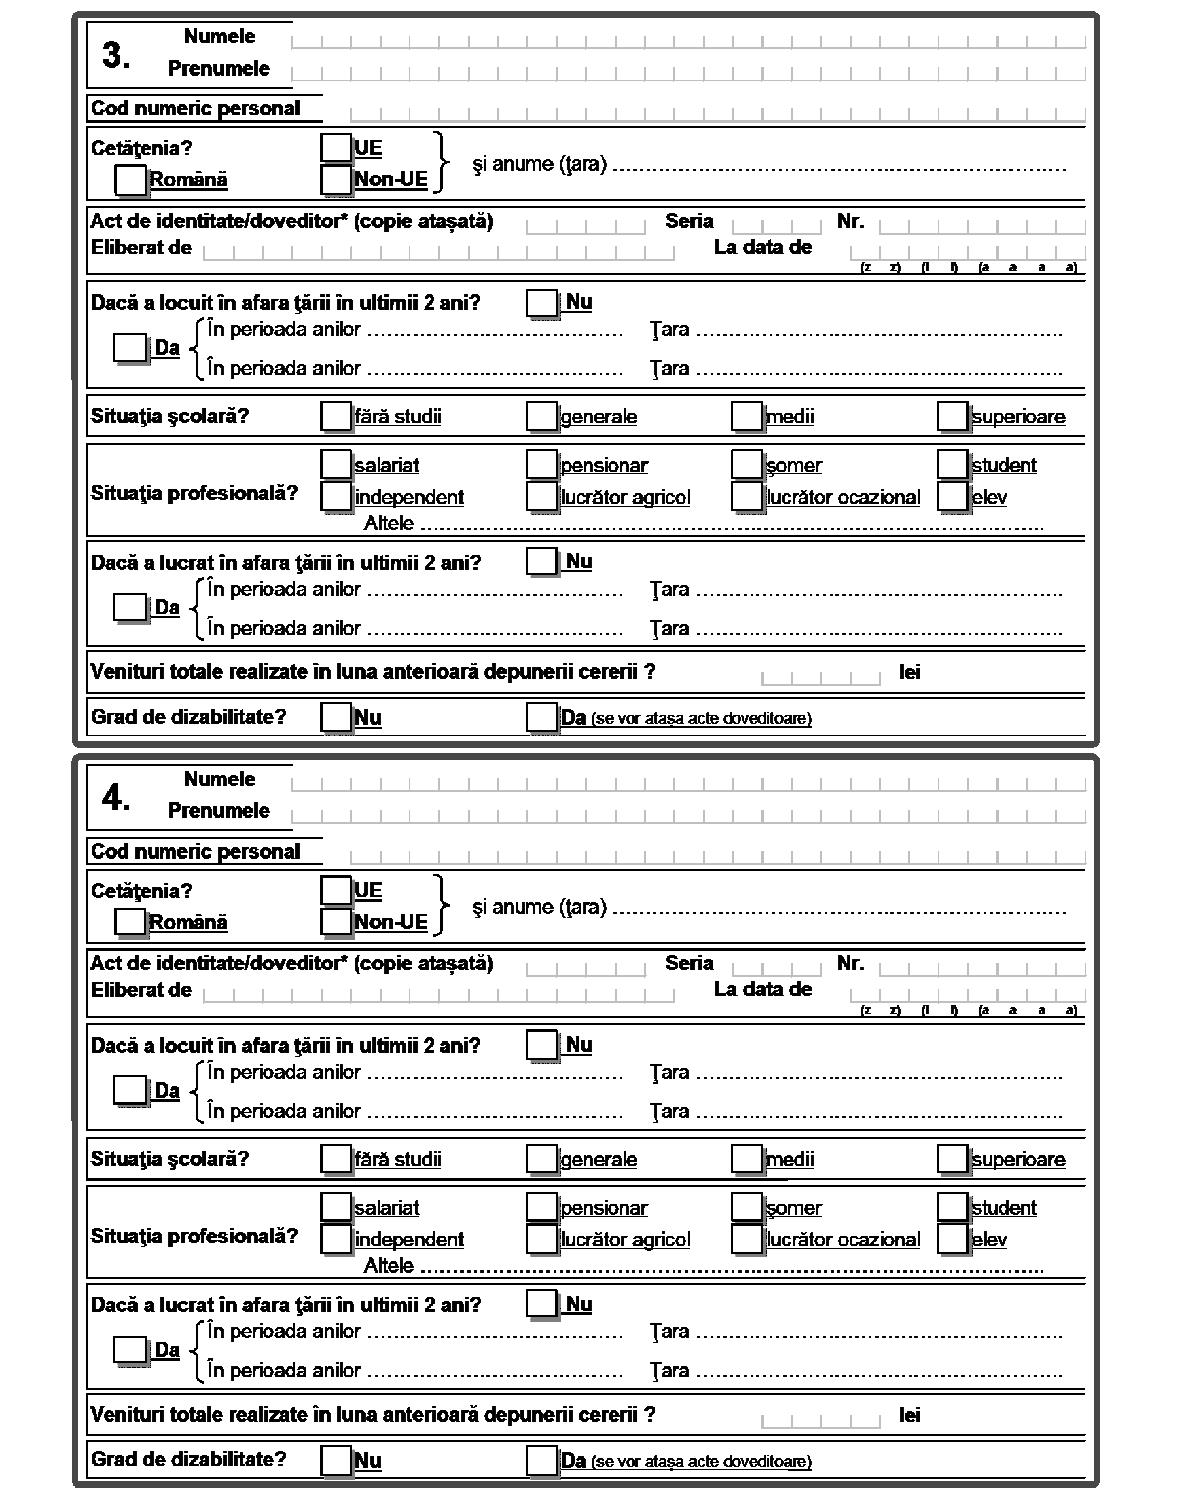 3.
Numele
Prenumele
Cod numeric personal
Cetăţenia?
UE
şi anume (ţara) ..............................................................................
Română
Non-UE
Act de identitate/doveditor* (copie atașată) Seria Nr.
Eliberat de La data de
(z z) (l l) (a a a a)
Dacă a locuit în afara ţării în ultimii 2 ani? Nu
În perioada anilor ............................................ Ţara ...............................................................
Da
În perioada anilor ............................................ Ţara ...............................................................
Situaţia şcolară? fără studii generale medii superioare
salariat pensionar şomer student
Situaţia profesională?
independent lucrător agricol lucrător ocazional elev
Altele ...........................................................................................................
Dacă a lucrat în afara ţării în ultimii 2 ani? Nu
În perioada anilor ............................................ Ţara ...............................................................
Da
În perioada anilor ............................................ Ţara ...............................................................
Venituri totale realizate în luna anterioară depunerii cererii ? lei
Grad de dizabilitate? Nu Da (se vor ataşa acte doveditoare)
4.
Numele
Prenumele
Cod numeric personal
Cetăţenia?
UE
şi anume (ţara) ..............................................................................
Română
Non-UE
Act de identitate/doveditor* (copie atașată) Seria Nr.
Eliberat de La data de
(z z) (l l) (a a a a)
Dacă a locuit în afara ţării în ultimii 2 ani? Nu
În perioada anilor ............................................ Ţara ...............................................................
Da
În perioada anilor ............................................ Ţara ...............................................................
Situaţia şcolară? fără studii generale medii superioare
salariat pensionar şomer student
Situaţia profesională?
independent lucrător agricol lucrător ocazional elev
Altele ...........................................................................................................
Dacă a lucrat în afara ţării în ultimii 2 ani? Nu
În perioada anilor ............................................ Ţara ...............................................................
Da
În perioada anilor ............................................ Ţara ...............................................................
Venituri totale realizate în luna anterioară depunerii cererii ? lei
Grad de dizabilitate? Nu Da (se vor ataşa acte doveditoare)